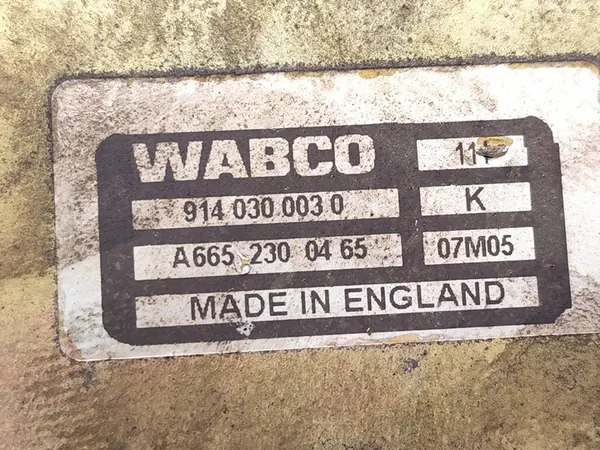 WABCO
914 030 003 0
K
A665 230 04 65
07M05
MADE IN ENGLAND